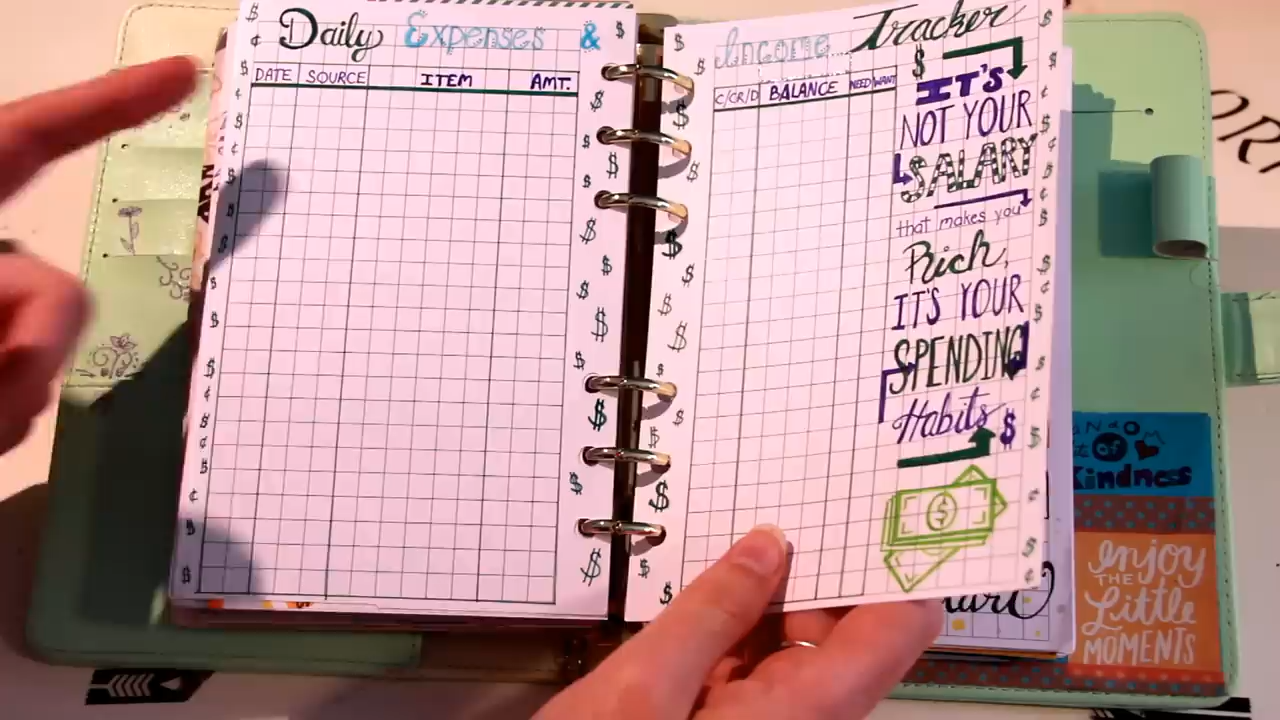 Daily Expenses &
DATE SOURCE ITEM AMT.
Income Tracker
C/CR/D BALANCE NEED WANT
IT'S
NOT YOUR
SALARY
that makes you
Rich,
IT'S YOUR
SPENDING
Habits
of
Kindness
enjoy
THE
Little
MOMENTS